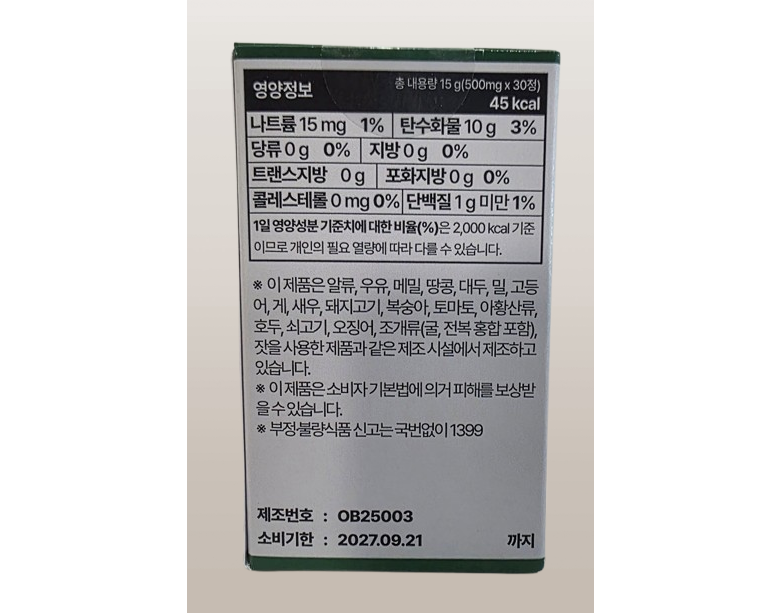 영양정보 총 내용량 15 g(500mg x 30정)
45 kcal
나트륨 15 mg 1% 탄수화물 10 g 3%
당류 0 g 0% 지방 0 g 0%
트랜스지방 0 g 포화지방 0 g 0%
콜레스테롤 0 mg 0% 단백질 1 g 미만 1%
1일 영양성분 기준치에 대한 비율(%)은 2,000 kcal 기준
이므로 개인의 필요 열량에 따라 다를 수 있습니다.
※ 이 제품은 알류, 우유, 메밀, 땅콩, 대두, 밀, 고등
어, 게, 새우, 돼지고기, 복숭아, 토마토, 아황산류,
호두, 쇠고기, 오징어, 조개류(굴, 전복 홍합 포함),
잣을 사용한 제품과 같은 제조 시설에서 제조하고
있습니다.
※ 이 제품은 소비자 기본법에 의거 피해를 보상받
을 수 있습니다.
※ 부정·불량식품 신고는 국번없이 1399
제조번호 : OB25003
소비기한 : 2027.09.21 까지